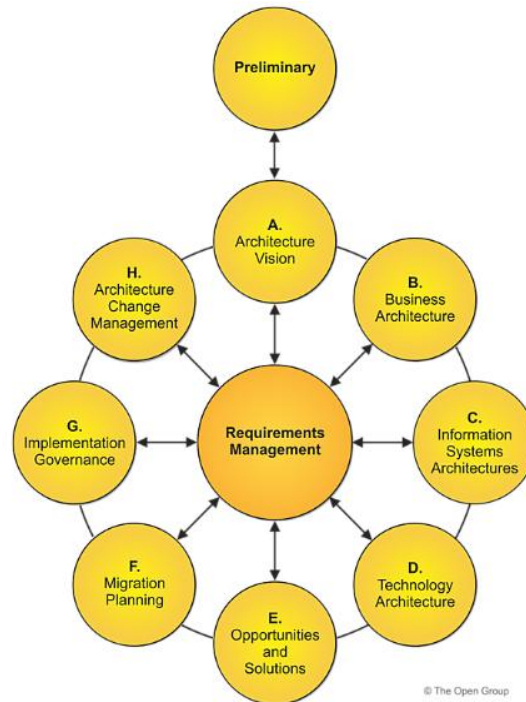 Preliminary
A.
Architecture
Vision
B.
Business
Architecture
C.
Information
Systems
Architectures
D.
Technology
Architecture
E.
Opportunities
and
Solutions
F.
Migration
Planning
G.
Implementation
Governance
H.
Architecture
Change
Management
Requirements
Management
© The Open Group